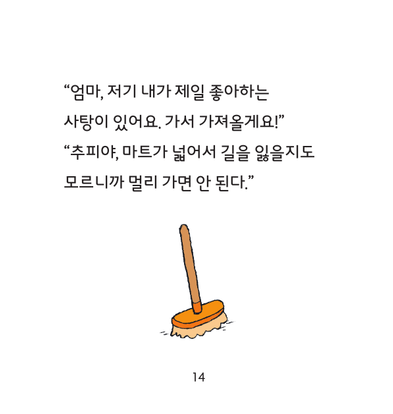 “엄마, 저기 내가 제일 좋아하는
사탕이 있어요. 가서 가져올게요!”
“추피야, 마트가 넓어서 길을 잃을지도
모르니까 멀리 가면 안 된다.”
14